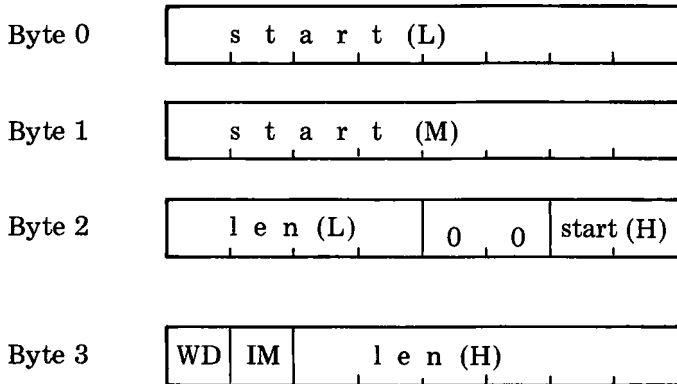 Byte 0 s t a r t (L)
Byte 1 s t a r t (M)
Byte 2 l e n (L) 0 0 start (H)
Byte 3 WD IM l e n (H)